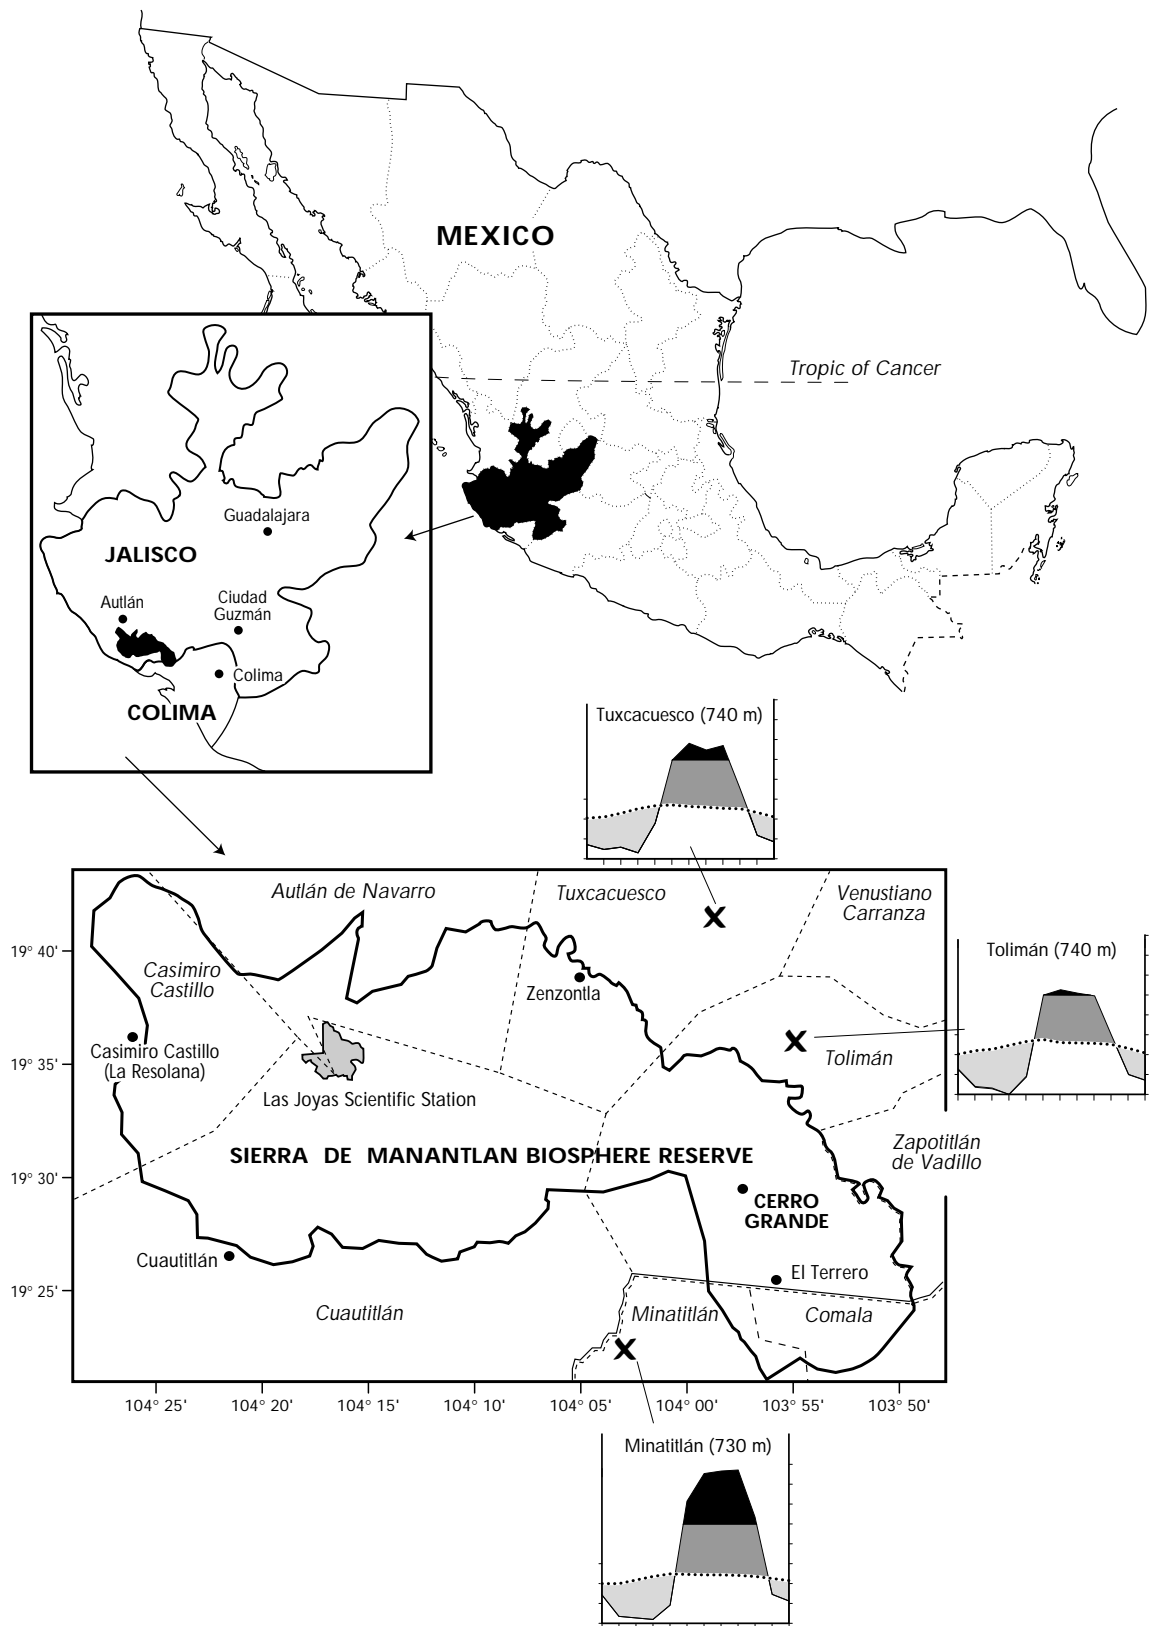 MEXICO
Tropic of Cancer
Guadalajara
JALISCO
Autlán
Ciudad
Guzmán
Colima
COLIMA
Tuxcacuesco (740 m)
Autlán de Navarro
Tuxcacuesco
Venustiano
Carranza
19° 40'
Casimiro
Castillo
Zenzontla
Tolimán (740 m)
Casimiro Castillo
(La Resolana)
19° 35'
Tolimán
Las Joyas Scientific Station
SIERRA DE MANANTLAN BIOSPHERE RESERVE
Zapotitlán
de Vadillo
19° 30'
CERRO
GRANDE
Cuautitlán
El Terrero
19° 25'
Cuautitlán
Minatitlán
Comala
104° 25'
104° 20'
104° 15'
104° 10'
104° 05'
104° 00'
103° 55'
103° 50'
Minatitlán (730 m)